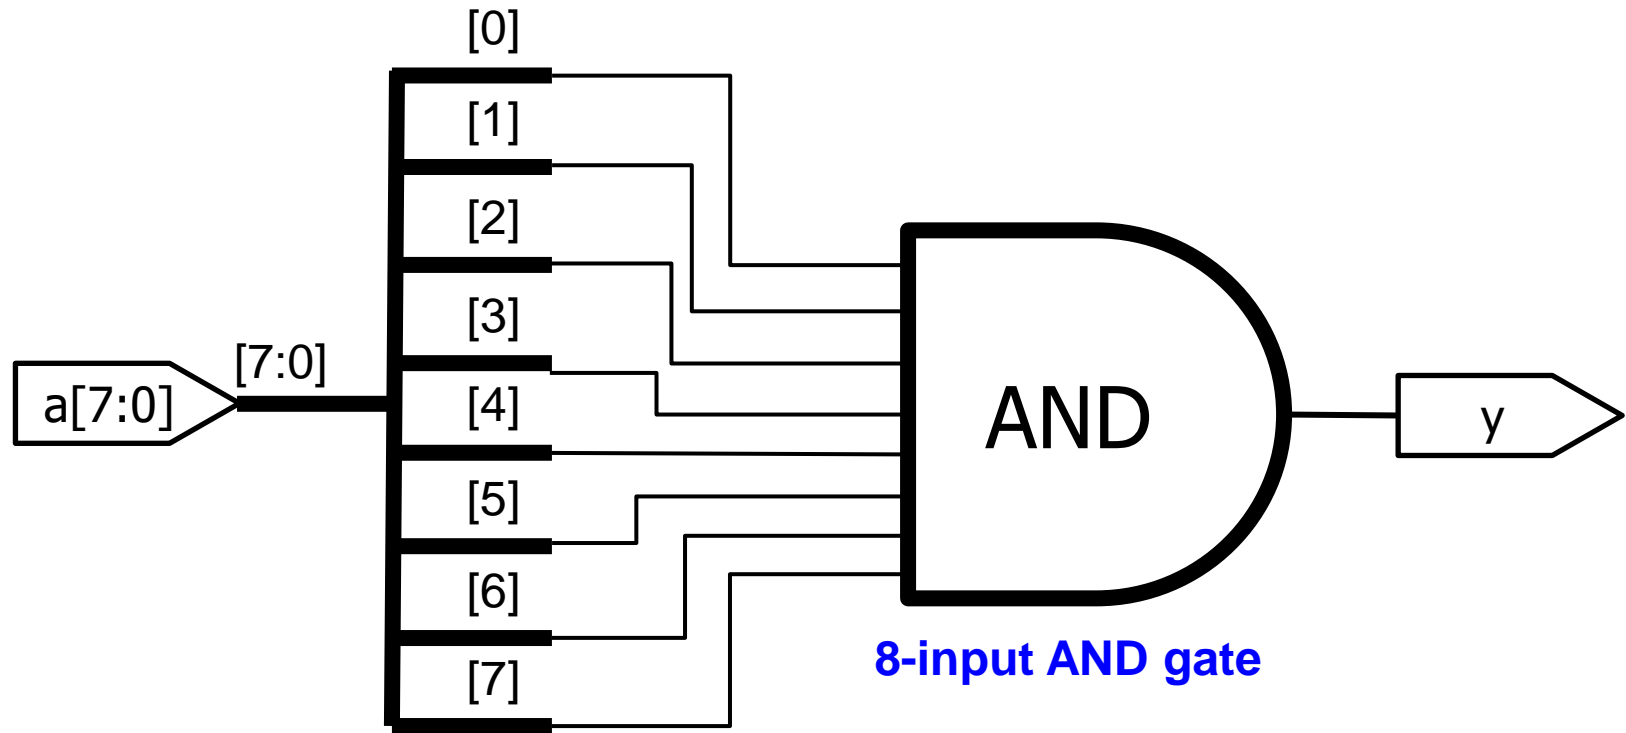 [0]
[1]
[2]
[3]
[7:0]
a[7:0]
[4]
[5]
[6]
[7]
AND
y
8-input AND gate